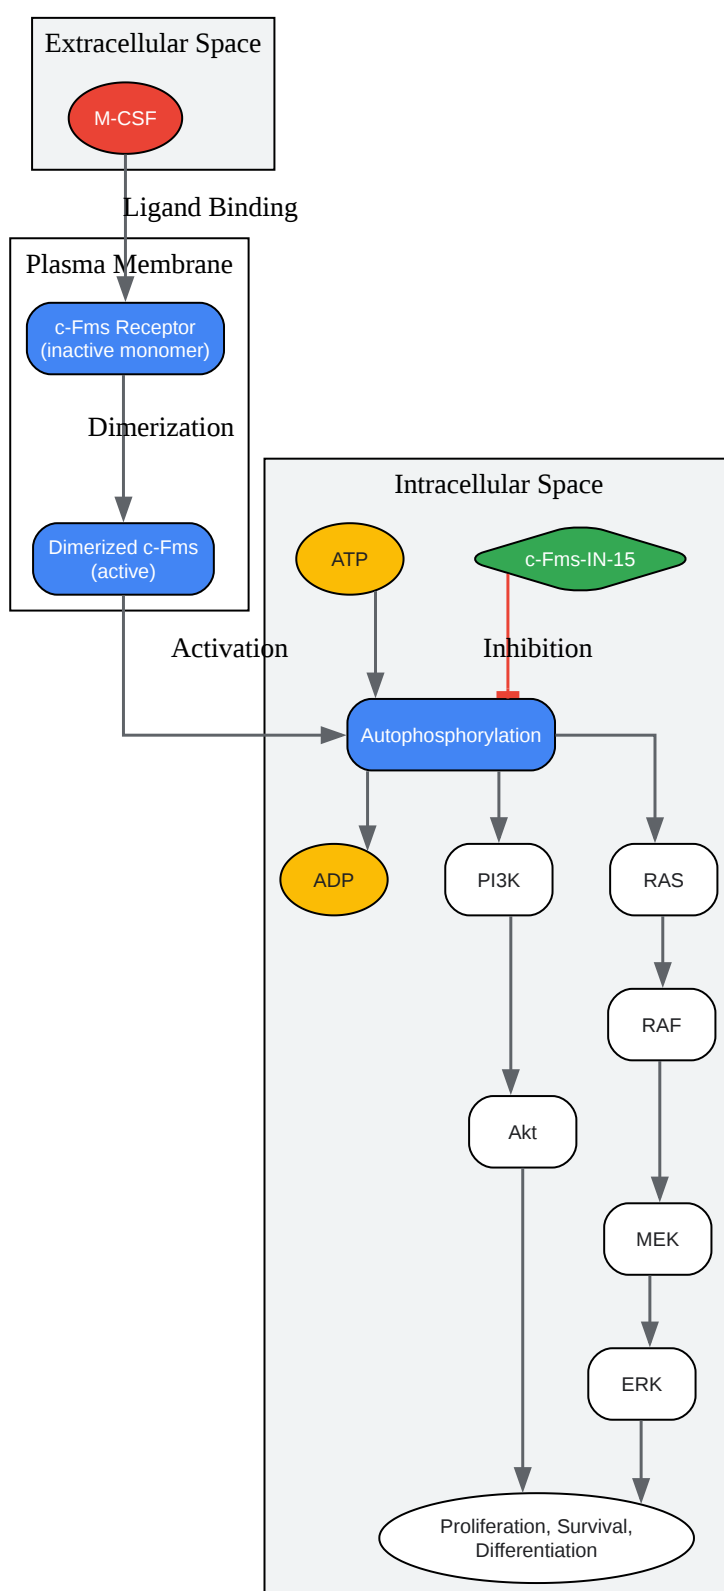 Extracellular Space
M-CSF
Ligand Binding
Plasma Membrane
c-Fms Receptor
(inactive monomer)
Dimerization
Intracellular Space
Dimerized c-Fms
(active)
ATP
c-Fms-IN-15
Activation
Inhibition
Autophosphorylation
ADP
PI3K
RAS
RAF
Akt
MEK
ERK
Proliferation, Survival,
Differentiation